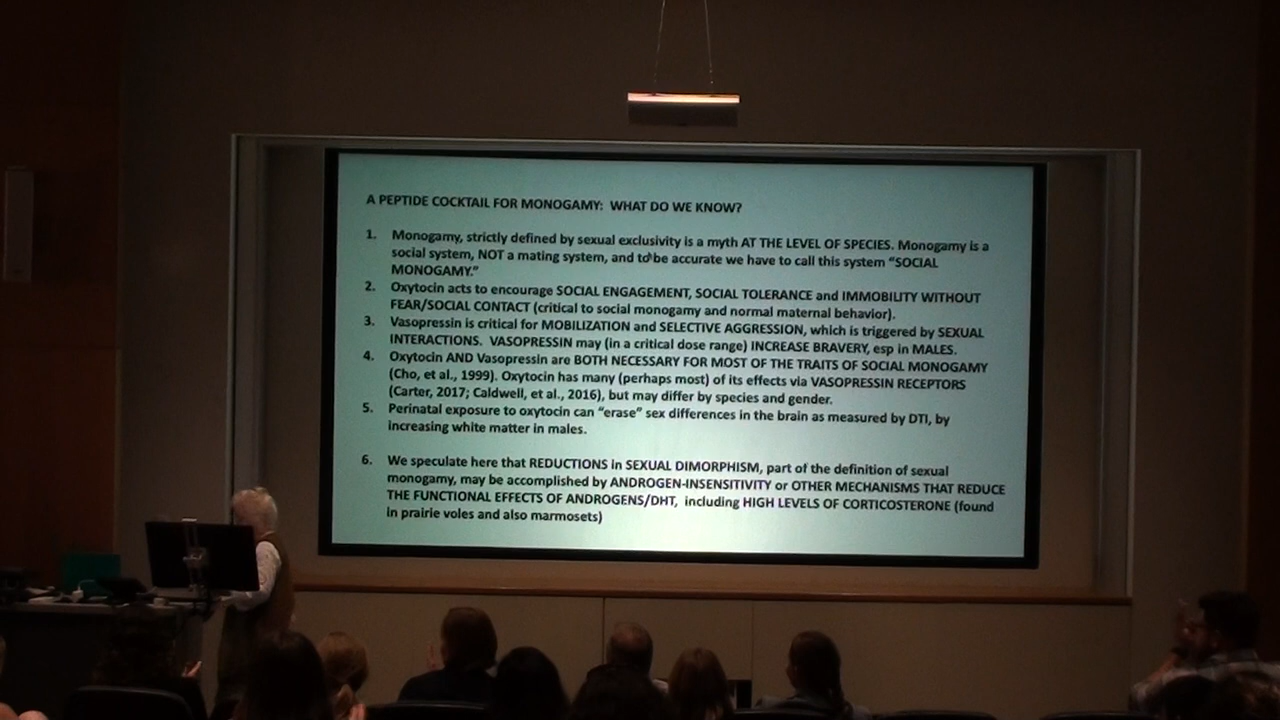 A PEPTIDE COCKTAIL FOR MONOGAMY: WHAT DO WE KNOW?
1. Monogamy, strictly defined by sexual exclusivity is a myth AT THE LEVEL OF SPECIES. Monogamy is a
social system, NOT a mating system, and to be accurate we have to call this system "SOCIAL
MONOGAMY."
2. Oxytocin acts to encourage SOCIAL ENGAGEMENT, SOCIAL TOLERANCE and IMMOBILITY WITHOUT
FEAR/SOCIAL CONTACT (critical to social monogamy and normal maternal behavior).
3. Vasopressin is critical for MOBILIZATION and SELECTIVE AGGRESSION, which is triggered by SEXUAL
INTERACTIONS. VASOPRESSIN may (in a critical dose range) INCREASE BRAVERY, esp in MALES.
4. Oxytocin AND Vasopressin are BOTH NECESSARY FOR MOST OF THE TRAITS OF SOCIAL MONOGAMY
(Cho, et al., 1999). Oxytocin has many (perhaps most) of its effects via VASOPRESSIN RECEPTORS
(Carter, 2017; Caldwell, et al., 2016), but may differ by species and gender.
5. Perinatal exposure to oxytocin can "erase" sex differences in the brain as measured by DTI, by
increasing white matter in males.
6. We speculate here that REDUCTIONS in SEXUAL DIMORPHISM, part of the definition of sexual
monogamy, may be accomplished by ANDROGEN-INSENSITIVITY or OTHER MECHANISMS THAT REDUCE
THE FUNCTIONAL EFFECTS OF ANDROGENS/DHT, including HIGH LEVELS OF CORTICOSTERONE (found
in prairie voles and also marmosets)